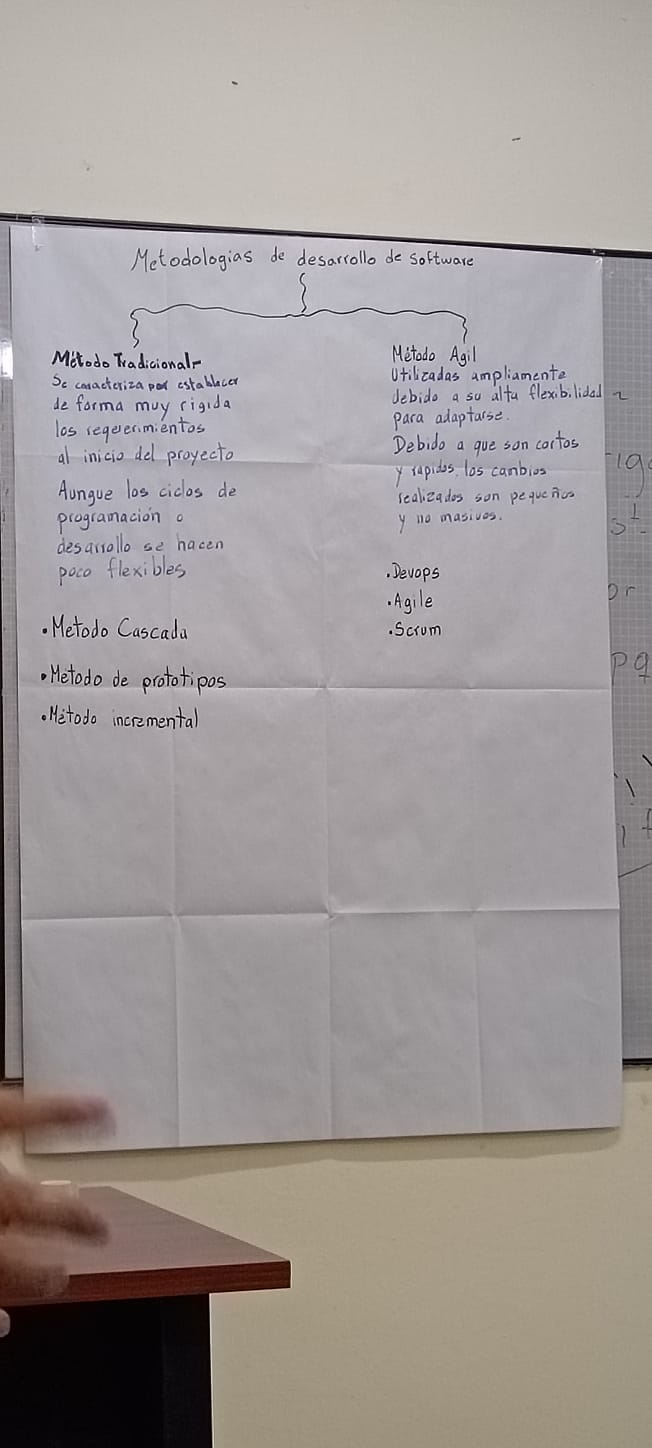 Metodologias de desarrollo de software
Método Tradicional
Se caracteriza por establecer
de forma muy rigida
los requerimientos
al inicio del proyecto
Aunque los ciclos de
programación o
desarrollo se hacen
poco flexibles
•Metodo Cascada
•Metodo de prototipos
•Método incremental
Método Agil
Utilizadas ampliamente
debido a su alta flexibilidad
para adaptarse.
Debido a que son cortos
y rapidos, los cambios
realizados son pequeños
y no masivos.
.Devops
.Agile
.Scrum